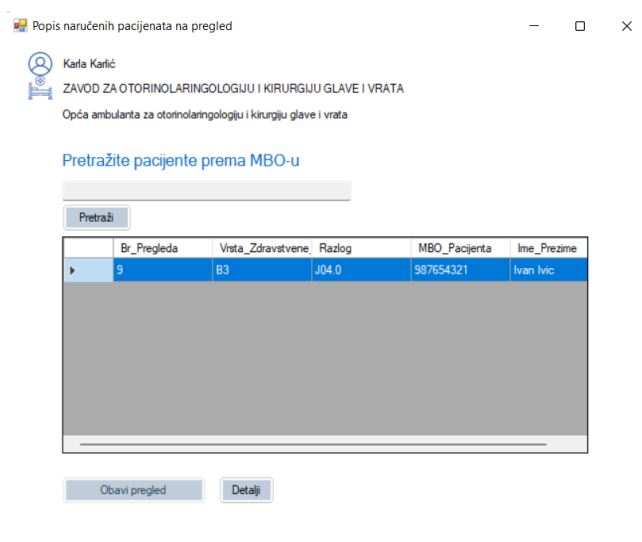 Popis naručenih pacijenata na pregled
Karla Karlić
ZAVOD ZA OTORINOLARINGOLOGIJU I KIRURGIJU GLAVE I VRATA
Opća ambulanta za otorinolaringologiju i kirurgiju glave i vrata
Pretražite pacijente prema MBO-u
Pretraži
Br_Pregleda Vrsta_Zdravstvene_ Razlog MBO_Pacijenta Ime_Prezime
9 B3 J04.0 987654321 Ivan Ivic
Obavi pregled Detalji